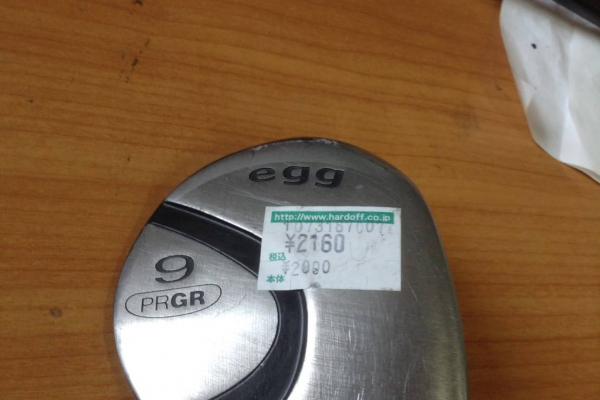 egg
http://www.hardoff.co.jp
¥2160
税込
¥2000
本体
9
PRGR